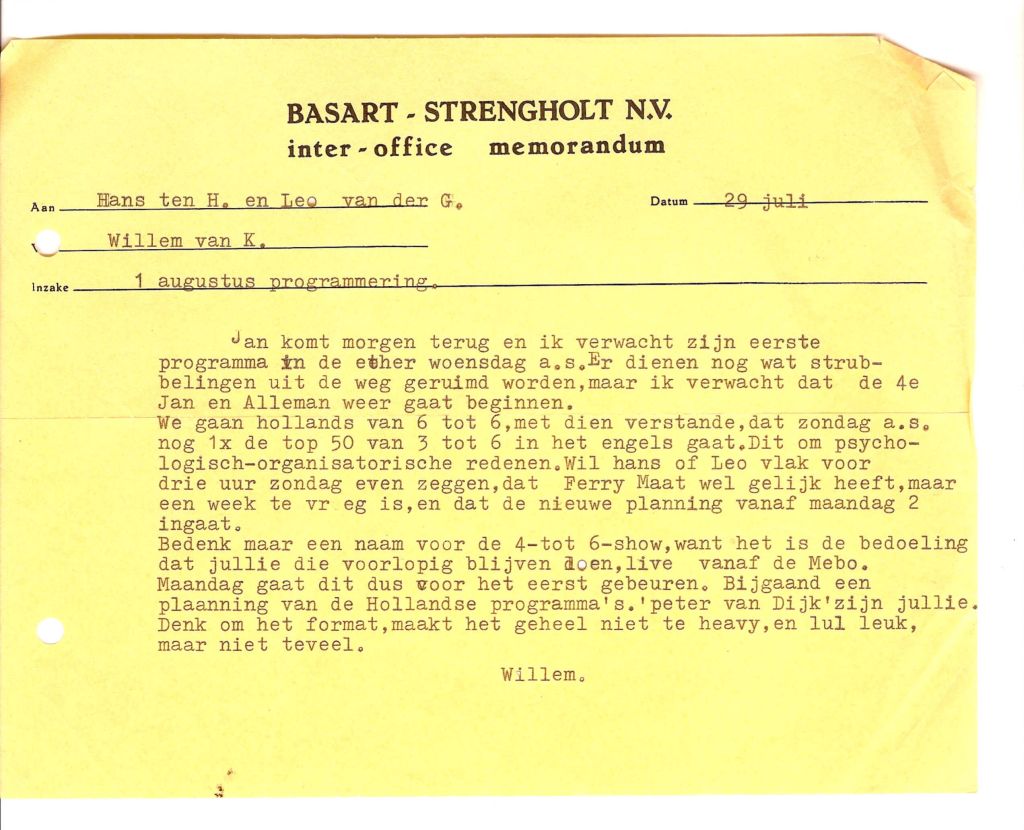 BASART - STRENGHOLT N.V.
inter - office memorandum
Aan Hans ten H. en Leo van der G. Datum 29 juli
Willem van K.
Inzake 1 augustus programmering.
Jan komt morgen terug en ik verwacht zijn eerste
programma in de ether woensdag a.s.Er dienen nog wat strub-
belingen uit de weg geruimd worden,maar ik verwacht dat de 4e
Jan en Alleman weer gaat beginnen.
We gaan hollands van 6 tot 6,met dien verstande,dat zondag a.s.
nog 1x de top 50 van 3 tot 6 in het engels gaat.Dit om psycho-
logisch-organisatorische redenen.Wil hans of Leo vlak voor
drie uur zondag even zeggen,dat Ferry Maat wel gelijk heeft,maar
een week te vr eg is,en dat de nieuwe planning vanaf maandag 2
ingaat.
Bedenk maar een naam voor de 4-tot 6-show,want het is de bedoeling
dat jullie die voorlopig blijven doen,live vanaf de Mebo.
Maandag gaat dit dus voor het eerst gebeuren. Bijgaand een
plaanning van de Hollandse programma's.'peter van Dijk'zijn jullie.
Denk om het format,maakt het geheel niet te heavy,en lul leuk,
maar niet teveel.
Willem.